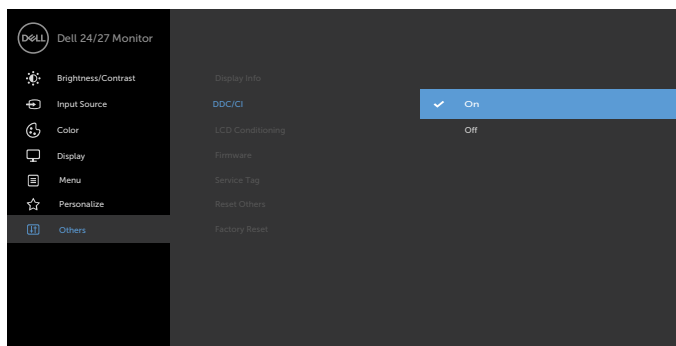 DELL Dell 24/27 Monitor
Brightness/Contrast
Input Source
Color
Display
Menu
Personalize
Others
Display Info
DDC/CI
LCD Conditioning
Firmware
Service Tag
Reset Others
Factory Reset
On
Off